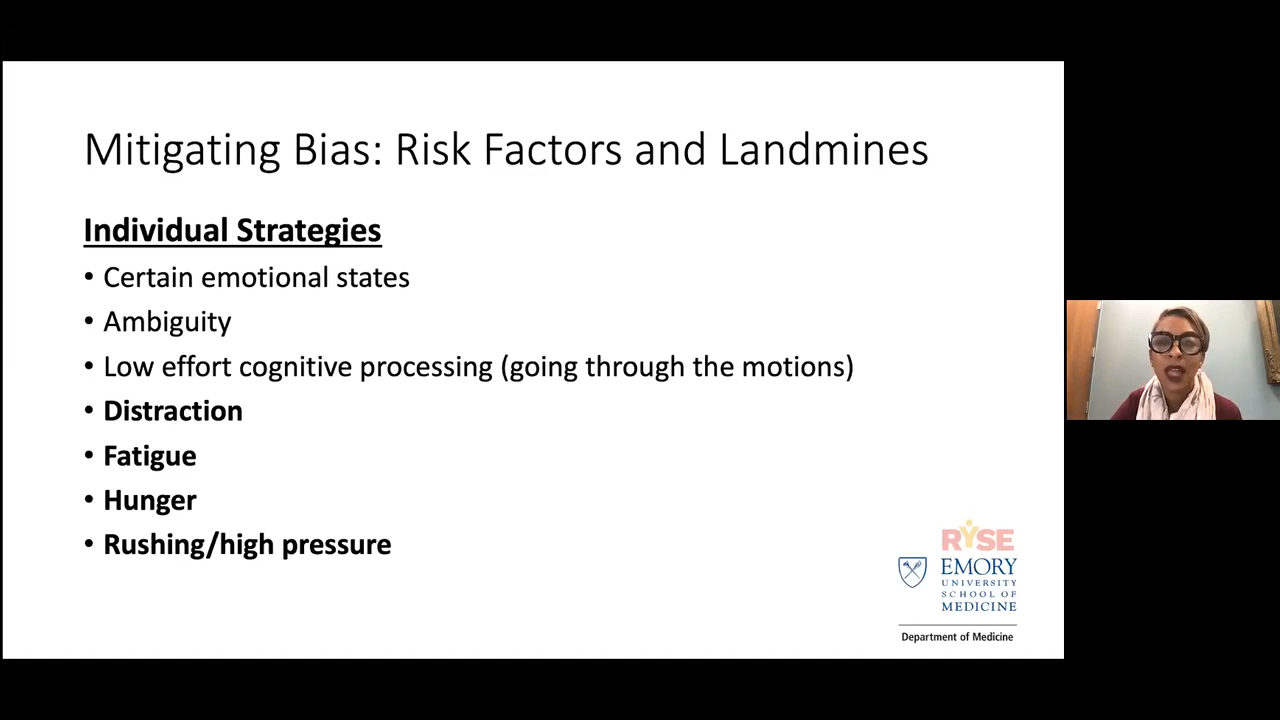 Mitigating Bias: Risk Factors and Landmines
Individual Strategies
• Certain emotional states
• Ambiguity
• Low effort cognitive processing (going through the motions)
• Distraction
• Fatigue
• Hunger
• Rushing/high pressure
RYSE
EMORY
UNIVERSITY
SCHOOL OF
MEDICINE
Department of Medicine